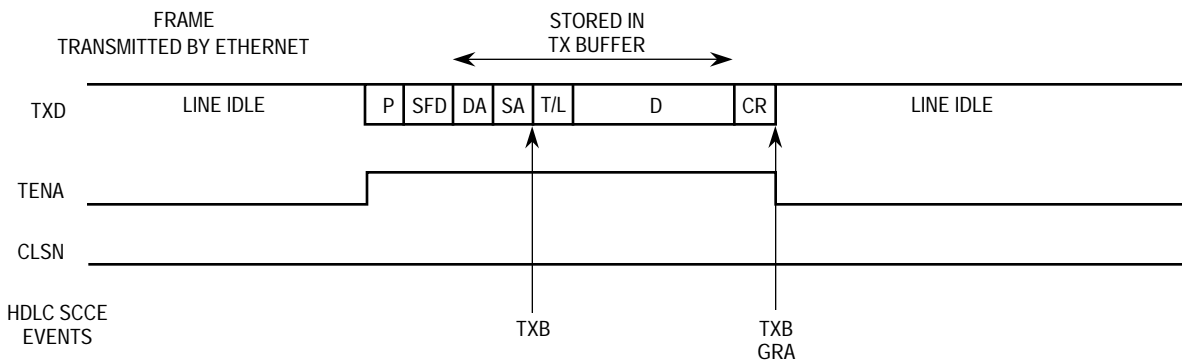 FRAME
TRANSMITTED BY ETHERNET
STORED IN
TX BUFFER
TXD
LINE IDLE
P
SFD
DA
SA
T/L
D
CR
LINE IDLE
TENA
CLSN
HDLC SCCE
EVENTS
TXB
TXB
GRA